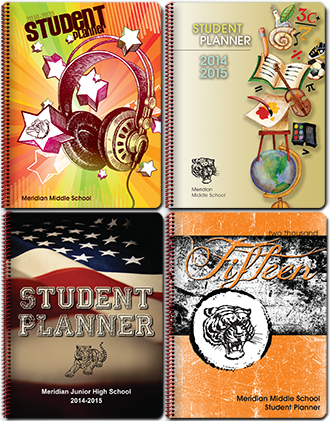 STUDENT
Planner
Meridian Middle School
STUDENT
PLANNER
2014
2015
3c
π
Meridian
Middle School
STUDENT
PLANNER
Meridian Junior High School
2014-2015
two thousand
Fifteen
Meridian Middle School
Student Planner